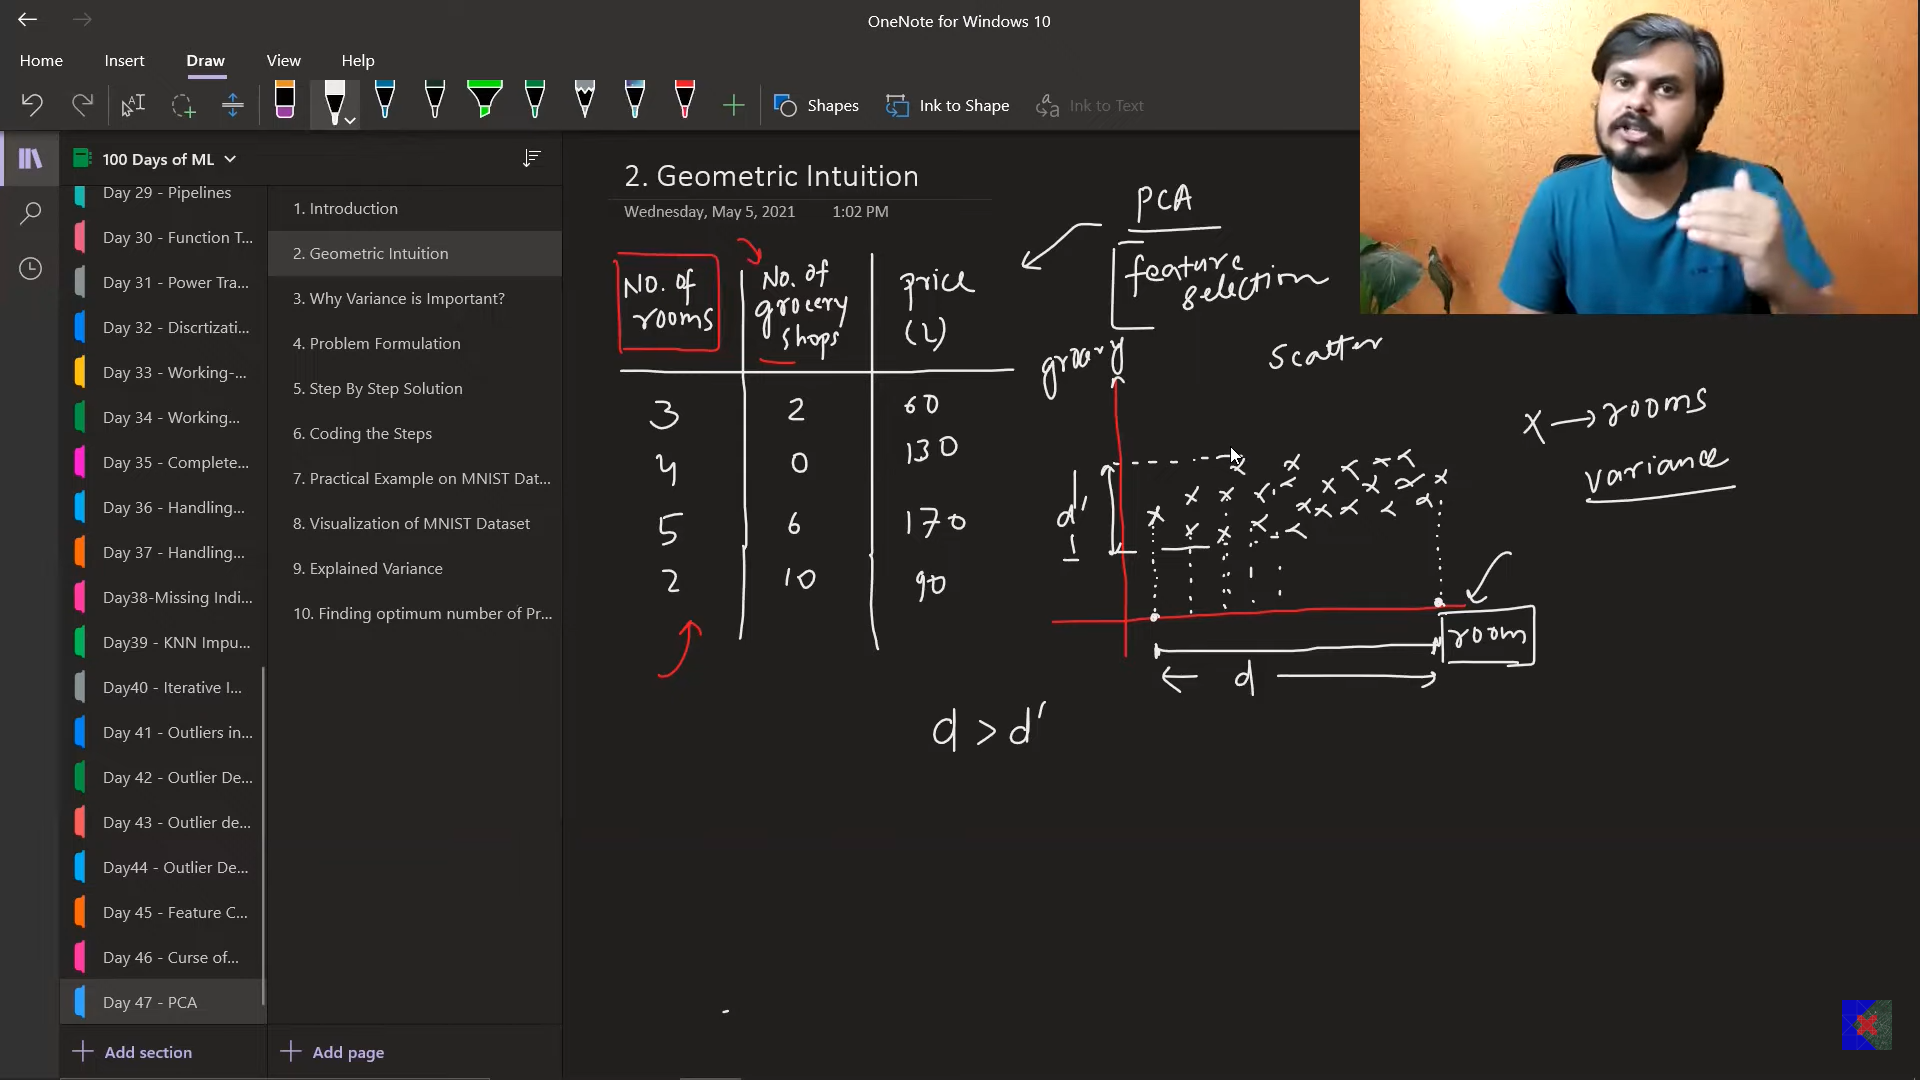 OneNote for Windows 10
Home Insert Draw View Help
Shapes Ink to Shape Ink to Text
100 Days of ML
Day 29 - Pipelines
Day 30 - Function T...
Day 31 - Power Tra...
Day 32 - Discrtizati...
Day 33 - Working-...
Day 34 - Working...
Day 35 - Complete...
Day 36 - Handling...
Day 37 - Handling...
Day38-Missing Indi...
Day39 - KNN Impu...
Day40 - Iterative I...
Day 41 - Outliers in...
Day 42 - Outlier De...
Day 43 - Outlier de...
Day44 - Outlier De...
Day 45 - Feature C...
Day 46 - Curse of...
Day 47 - PCA
Add section
1. Introduction
2. Geometric Intuition
3. Why Variance is Important?
4. Problem Formulation
5. Step By Step Solution
6. Coding the Steps
7. Practical Example on MNIST Dat...
8. Visualization of MNIST Dataset
9. Explained Variance
10. Finding optimum number of Pr...
Add page
2. Geometric Intuition
Wednesday, May 5, 2021 1:02 PM
No. of rooms
No. of grocery shops
price (L)
3 2 60
4 0 130
5 6 170
2 10 90
PCA
feature
selection
scatter
grocery
x → rooms
variance
d'
room
d
d > d'